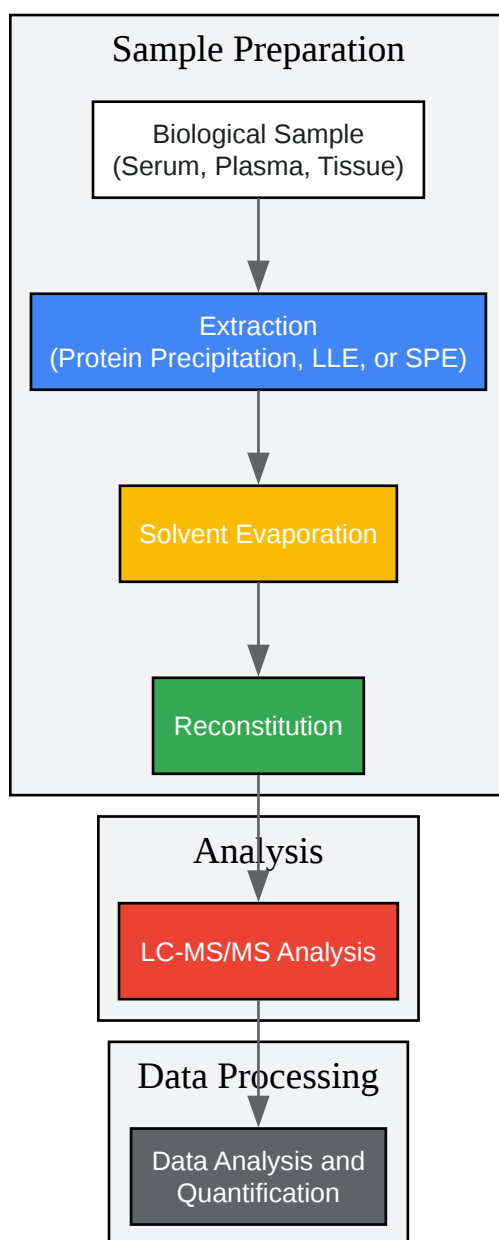 Sample Preparation
Biological Sample
(Serum, Plasma, Tissue)
Extraction
(Protein Precipitation, LLE, or SPE)
Solvent Evaporation
Reconstitution
Analysis
LC-MS/MS Analysis
Data Processing
Data Analysis and
Quantification